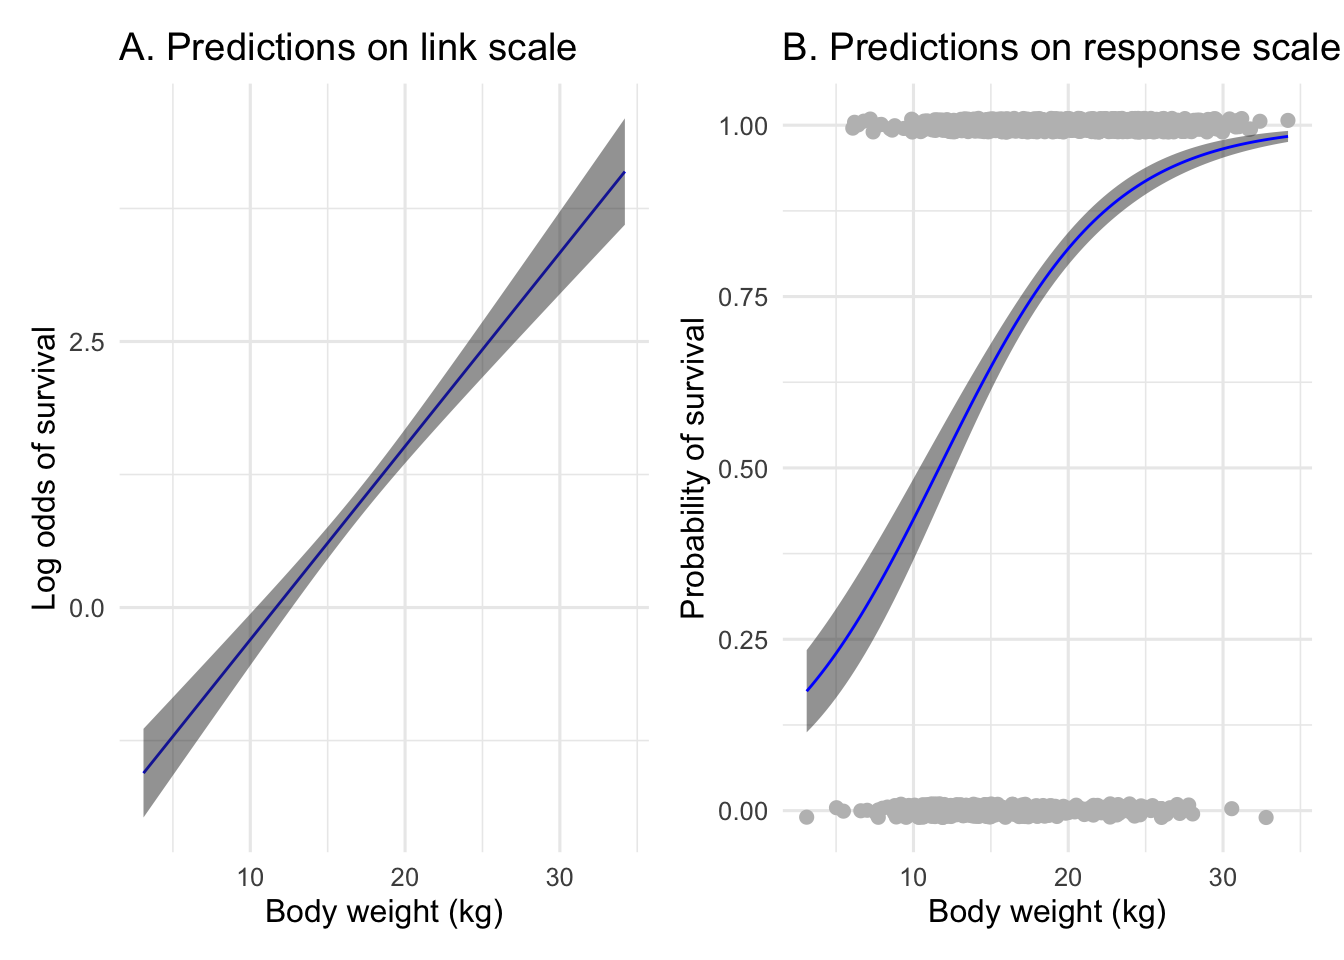 A. Predictions on link scale
Log odds of survival
2.5
0.0
10 20 30
Body weight (kg)
B. Predictions on response scale
Probability of survival
1.00
0.75
0.50
0.25
0.00
10 20 30
Body weight (kg)